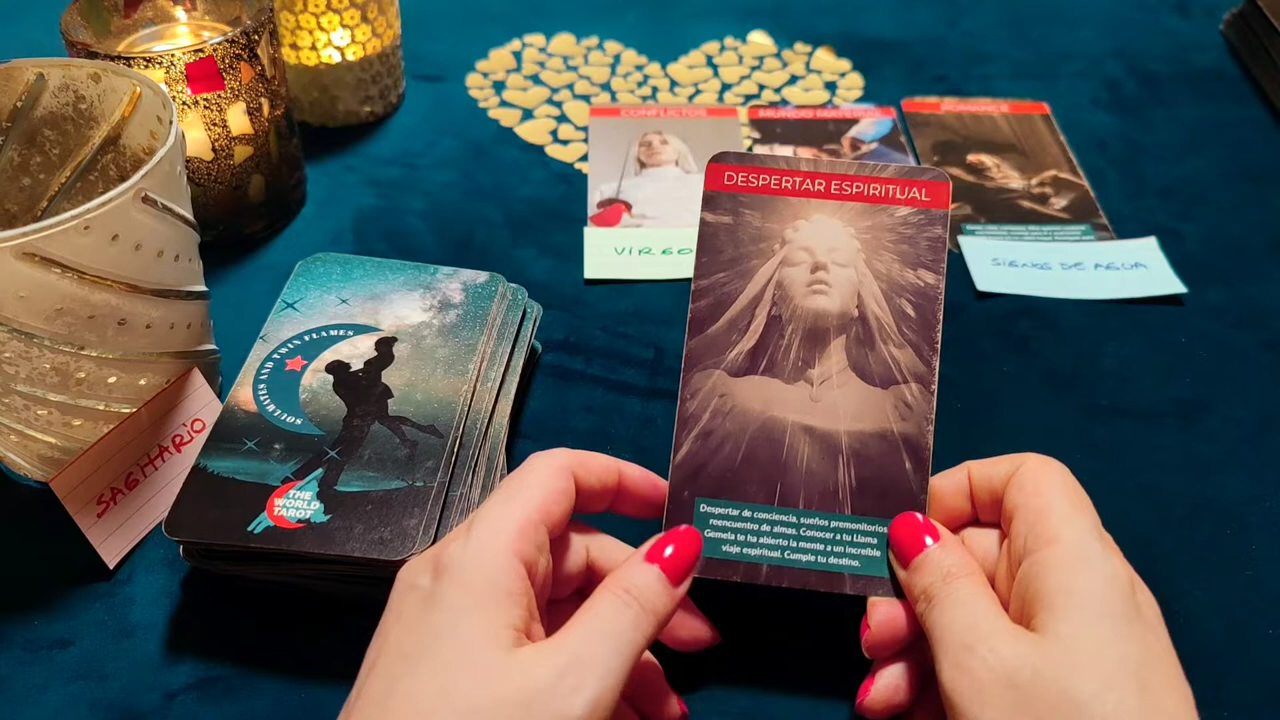 CONFLICTOS
MUNDO MATERIAL
ROMANCE
DESPERTAR ESPIRITUAL
VIRGO
SIGNOS DE AGUA
SOULMATES AND TWIN FLAMES
THE
WORLD
TAROT
SAGITARIO
Despertar de conciencia, sueños premonitorios
reencuentro de almas. Conocer a tu Llama
Gemela te ha abierto la mente a un increíble
viaje espiritual. Cumple tu destino.